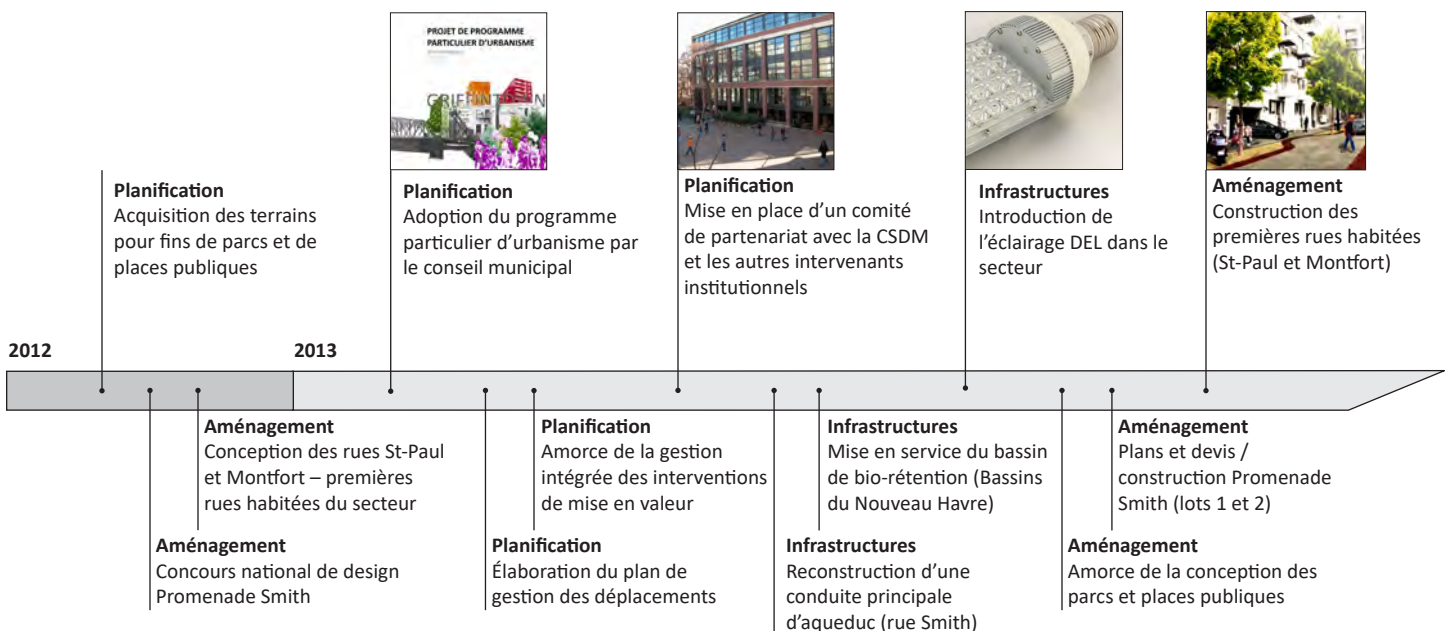 PROJET DE PROGRAMME
PARTICULIER D'URBANISME
GRIFFINTOWN
Planification
Acquisition des terrains
pour fins de parcs et de
places publiques
Planification
Adoption du programme
particulier d'urbanisme par
le conseil municipal
Planification
Mise en place d'un comité
de partenariat avec la CSDM
et les autres intervenants
institutionnels
Infrastructures
Introduction de
l'éclairage DEL dans le
secteur
Aménagement
Construction des
premières rues habitées
(St-Paul et Montfort)
2012
2013
Aménagement
Conception des rues St-Paul
et Montfort – premières
rues habitées du secteur
Aménagement
Concours national de design
Promenade Smith
Planification
Amorce de la gestion
intégrée des interventions
de mise en valeur
Planification
Élaboration du plan de
gestion des déplacements
Infrastructures
Mise en service du bassin
de bio-rétention (Bassins
du Nouveau Havre)
Infrastructures
Reconstruction d'une
conduite principale
d'aqueduc (rue Smith)
Aménagement
Plans et devis /
construction Promenade
Smith (lots 1 et 2)
Aménagement
Amorce de la conception des
parcs et places publiques